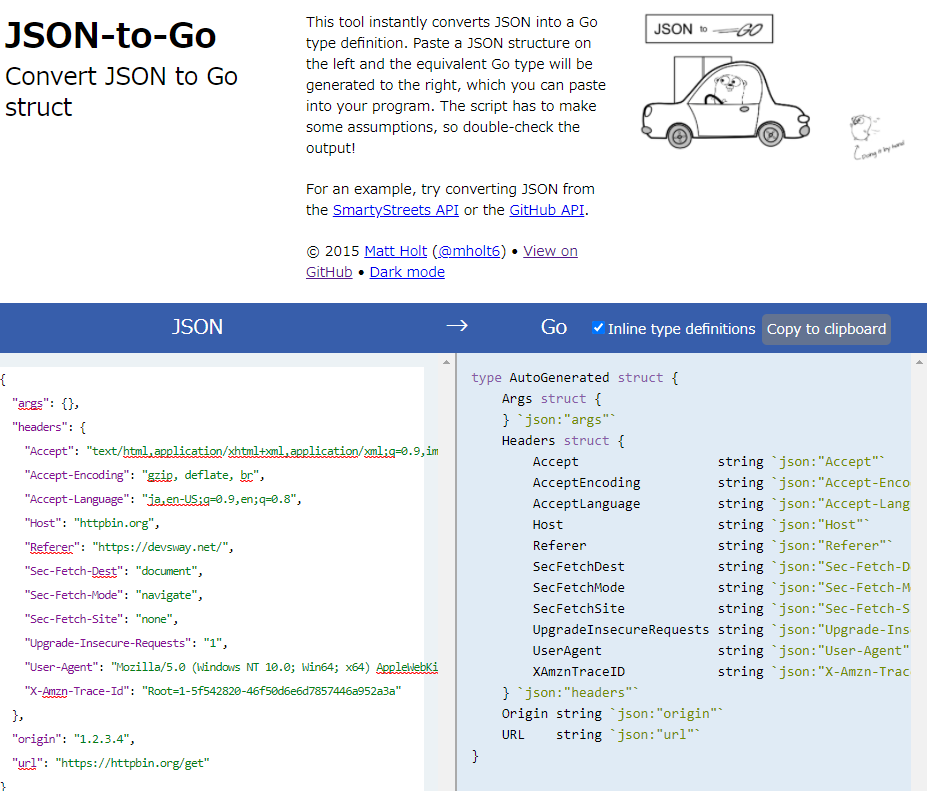 JSON-to-Go
Convert JSON to Go
struct
This tool instantly converts JSON into a Go
type definition. Paste a JSON structure on
the left and the equivalent Go type will be
generated to the right, which you can paste
into your program. The script has to make
some assumptions, so double-check the
output!
For an example, try converting JSON from
the SmartyStreets API or the GitHub API.
© 2015 Matt Holt (@mholt6) • View on
GitHub • Dark mode
JSON to GO
Doing it by hand
JSON → Go Inline type definitions Copy to clipboard
{
"args": {},
"headers": {
"Accept": "text/html,application/xhtml+xml,application/xml;q=0.9,im
"Accept-Encoding": "gzip, deflate, br",
"Accept-Language": "ja,en-US;q=0.9,en;q=0.8",
"Host": "httpbin.org",
"Referer": "https://devsway.net/",
"Sec-Fetch-Dest": "document",
"Sec-Fetch-Mode": "navigate",
"Sec-Fetch-Site": "none",
"Upgrade-Insecure-Requests": "1",
"User-Agent": "Mozilla/5.0 (Windows NT 10.0; Win64; x64) AppleWebKi
"X-Amzn-Trace-Id": "Root=1-5f542820-46f50d6e6d7857446a952a3a"
},
"origin": "1.2.3.4",
"url": "https://httpbin.org/get"
}
type AutoGenerated struct {
Args struct {
} `json:"args"`
Headers struct {
Accept string `json:"Accept"`
AcceptEncoding string `json:"Accept-Enco
AcceptLanguage string `json:"Accept-Lang
Host string `json:"Host"`
Referer string `json:"Referer"`
SecFetchDest string `json:"Sec-Fetch-D
SecFetchMode string `json:"Sec-Fetch-M
SecFetchSite string `json:"Sec-Fetch-S
UpgradeInsecureRequests string `json:"Upgrade-Ins
UserAgent string `json:"User-Agent"
XAmznTraceID string `json:"X-Amzn-Trac
} `json:"headers"`
Origin string `json:"origin"`
URL string `json:"url"`
}